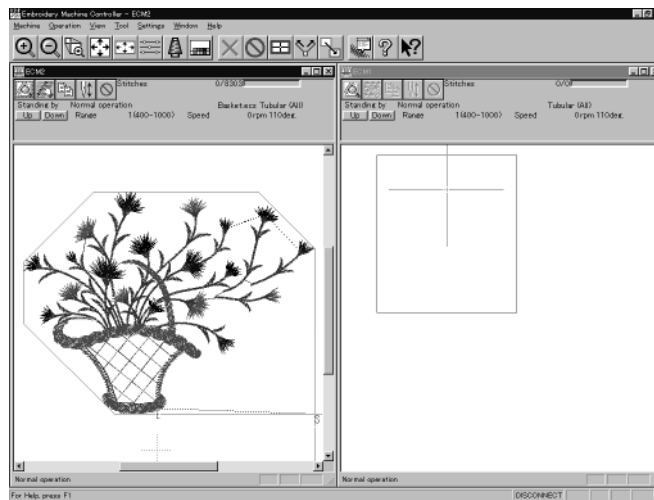 Embroidery Machine Controller - ECM2
Machine Operation View Tool Settings Window Help
ECM2
Stitches 0/8303
Standing by Normal operation Basket.ecs Tubular (All)
Up Down Range 1(400-1000) Speed 0rpm 110deg.
S
Normal operation
ECM1
Stitches 0/0
Standing by Normal operation Tubular (All)
Up Down Range 1(400-1000) Speed 0rpm 110deg.
Normal operation
For Help, press F1 DISCONNECT